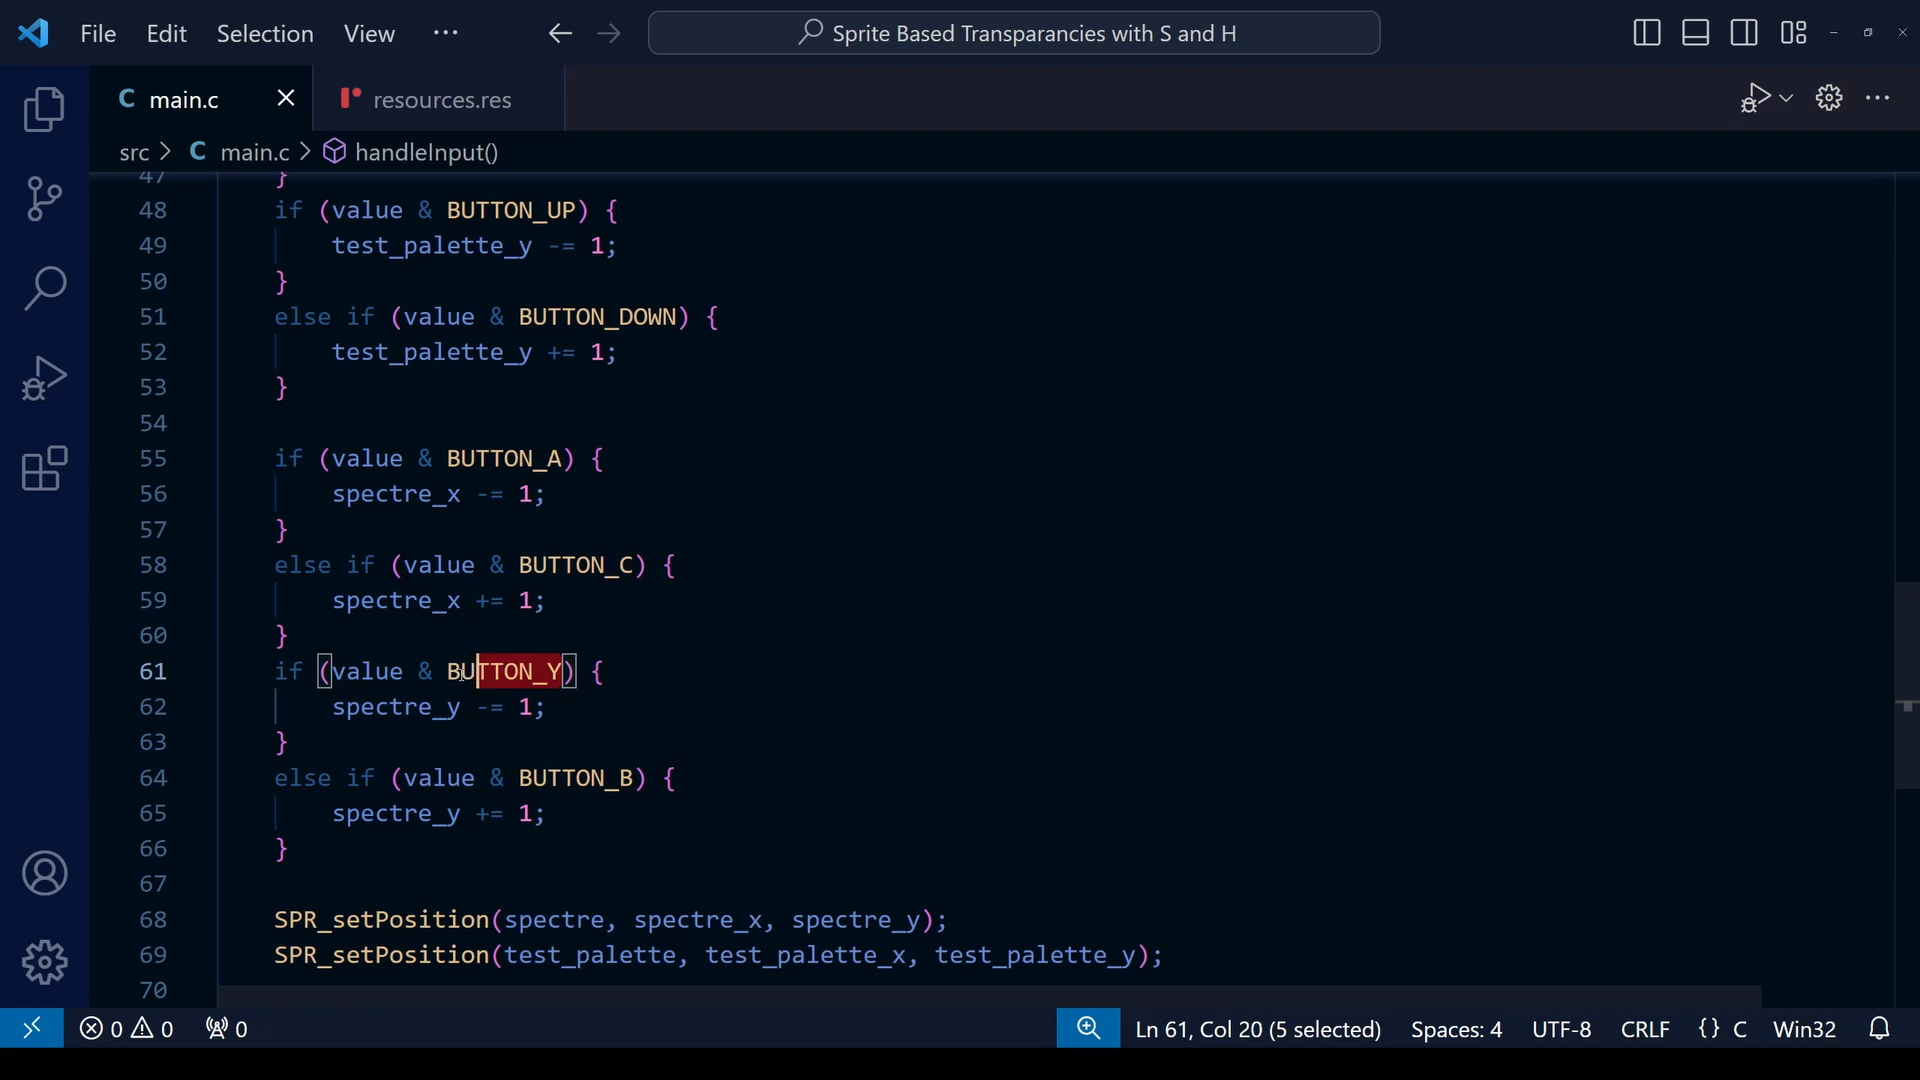 File Edit Selection View ··· Sprite Based Transparancies with S and H
C main.c resources.res
src > C main.c > handleInput()
47 }
48 if (value & BUTTON_UP) {
49 test_palette_y -= 1;
50 }
51 else if (value & BUTTON_DOWN) {
52 test_palette_y += 1;
53 }
54
55 if (value & BUTTON_A) {
56 spectre_x -= 1;
57 }
58 else if (value & BUTTON_C) {
59 spectre_x += 1;
60 }
61 if (value & BUTTON_Y) {
62 spectre_y -= 1;
63 }
64 else if (value & BUTTON_B) {
65 spectre_y += 1;
66 }
67
68 SPR_setPosition(spectre, spectre_x, spectre_y);
69 SPR_setPosition(test_palette, test_palette_x, test_palette_y);
70
0 0 0 Ln 61, Col 20 (5 selected) Spaces: 4 UTF-8 CRLF {} C Win32